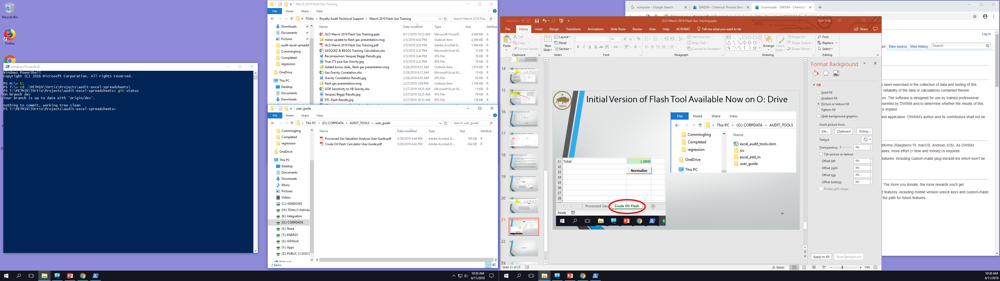 Recycle Bin
Firefox
Windows PowerShell
Windows PowerShell
Copyright (C) 2016 Microsoft Corporation. All rights reserved.
PS H:\> t:
PS T:\> cd .\PETMIN\TOrtiz\Projects\audit-excel-spreadsheets\
PS T:\PETMIN\TOrtiz\Projects\audit-excel-spreadsheets> git status
On branch dev
Your branch is up to date with 'origin/dev'.
nothing to commit, working tree clean
PS T:\PETMIN\TOrtiz\Projects\audit-excel-spreadsheets>
March 2019 Flash Gas Training
File Home Share View
« TOrtiz › Royalty Audit Technical Support › March 2019 Flash Gas Training
Search March 2019 Flas...
Downloads
Documents
Pictures
audit-excel-spreadsh
Commingling
Completed
regression
OneDrive
This PC
Desktop
Documents
Downloads
Name Date modified Type Size Attribut...
GLO March 2019 Flash Gas Training.pptx 6/11/2019 10:25 AM Microsoft PowerP... 4,048 KB A
minor update to flash gas presentation.msg 3/5/2019 4:02 PM Outlook Item 2,049 KB R
GLO March 2019 Flash Gas Training.pdf 3/5/2019 3:55 PM Adobe Acrobat D... 1,994 KB R
VASQUEZ & BEGGS Training Calculation.xlsx 3/5/2019 3:52 PM Microsoft Excel W... 15 KB R
Recomparison Vasquez Beggs Results.jpg 3/5/2019 3:44 PM JPG File 76 KB R
True 275 psia Gas Gravity.jpg 3/5/2019 3:33 PM JPG File 79 KB R
Added bonus slide_ flash gas presentation.msg 2/28/2019 9:22 AM Outlook Item 1,818 KB R
Gas Gravity Correlation.xlsx 2/28/2019 9:12 AM Microsoft Excel W... 15 KB R
Gravity Correlation Results.jpg 2/28/2019 9:05 AM JPG File 63 KB R
flash gas presentation.msg 2/27/2019 1:09 PM Outlook Item 1,748 KB R
GOR Sensitivity to VB Gravity.xlsx 2/27/2019 10:35 AM Microsoft Excel W... 15 KB R
Vasquez Beggs Results.jpg 2/27/2019 10:25 AM JPG File 79 KB R
DTL Flash Results.jpg 2/27/2019 10:15 AM JPG File 139 KB R
user_guide
File Home Share View
This PC › (O:) CORPDATA › AUDIT_TOOLS › user_guide
Search user_guide
Commingling
Completed
regression
OneDrive
This PC
Desktop
Documents
Downloads
Music
Pictures
Videos
(C:) WINDOWS
(H:) TOrtiz (\\hdrives
(K:) Integration
(O:) CORPDATA
(S:) Share
(T:) ENERGY
(X:) GISWork
(Y:) Apps
(Z:) PUBLIC (\\SYSCO
Name Date modified Type Size Attribut...
Processed Gas Valuation Analysis User Guide.pdf 5/29/2019 4:44 PM Adobe Acrobat D... 165 KB R
Crude Oil Flash Calculator User Guide.pdf 5/29/2019 4:43 PM Adobe Acrobat D... 634 KB R
2 items
10:30 AM
6/11/2019
computer - Google Search
DWSIM - Chemical Process Simu
Downloads - DWSIM - Chemical
Log in
View source View history Search
been exercised in the collection of data and testing of this
reliability of the data or calculations contained therein.
on. The software is designed for use by trained professional
esented by DWSIM and to determine whether the results of this
or implied.
and application. DWSIM's author and its contributors shall not be
atforms (Raspberry Pi, macOS, Android, iOS). As DWSIM
ases, more effort (= time and money) is required.
eatures, including custom-made plug-ins/add-ins which won't be
The more you donate, the more rewards you'll get.
d features, including mobile version unlock keys and custom-made
the path for future features.
AutoSave Off
GLO March 2019 Flash Gas Training.pptx
Tom Ortiz
File Home Insert Design Transitions Animations Slide Show Review View Help ACROBAT Tell me what you want to do Share
Paste Cut Copy Format Painter
New Slide Layout Reset Section
36
Text Direction Align Text Convert to SmartArt
Arrange Quick Styles Shape Fill Shape Outline Shape Effects
Find Replace Select
Clipboard Slides Font Paragraph Drawing Editing
14
15
16
17
18
19
20
21
22
23
TXGLO
Initial Version of Flash Tool Available Now on O: Drive
File Home Share View
This PC › (O:) CORPDATA › AUDIT_TOOLS
Commingling
Completed
regression
OneDrive
This PC
Name
excel_audit_tools.xlsm
src
excel_add_in
user_guide
31 Total 1.0000
32
33 Normalize
34
35
36
37
38
Processed Gas Crude Oil Flash
Ready
21
Format Background
Fill
Solid fill
Gradient fill
Picture or texture fill
Pattern fill
Hide background graphics
Insert picture from
File... Clipboard Online...
Texture
Transparency 0%
Tile picture as texture
Offset left 0%
Offset right 0%
Offset top 0%
Offset bottom 0%
Rotate with shape
Apply to All Reset Background
Slide 21 of 23
Notes
74%
10:30 AM
6/11/2019